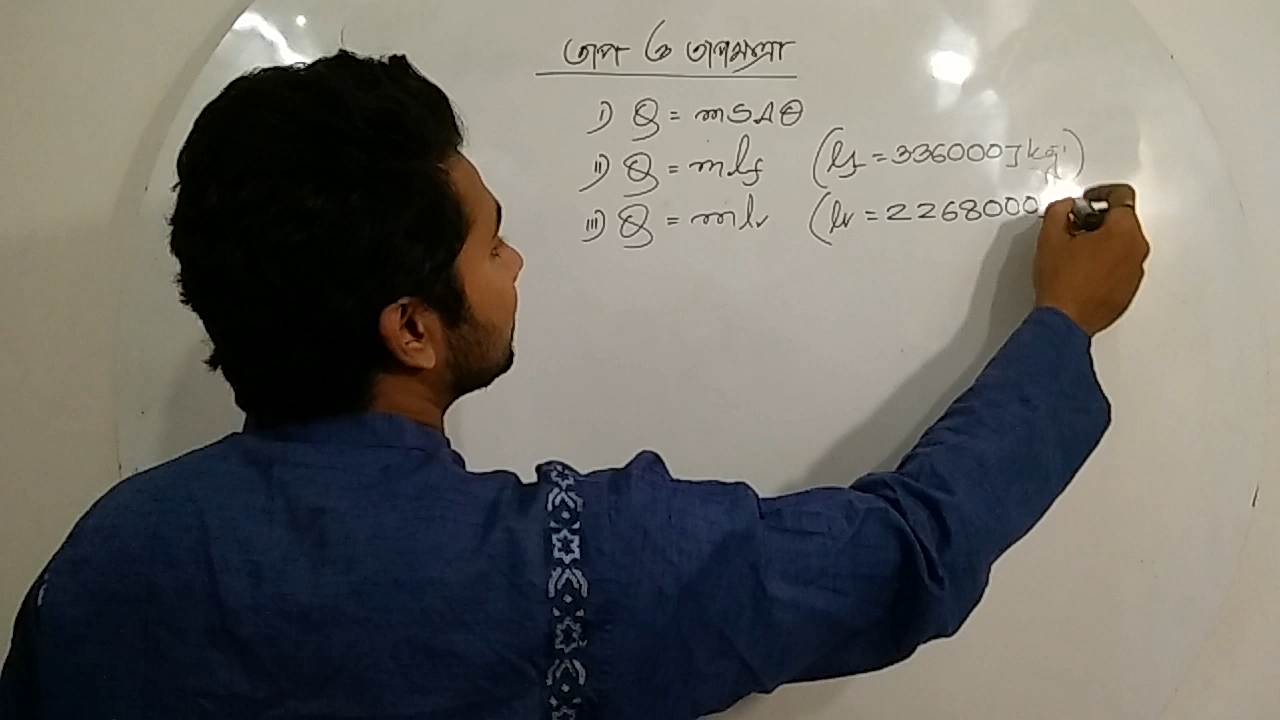 তাপ ও তাপমাত্রা
i) Q = mSΔθ
ii) Q = mlf (lf = 336000 J kg⁻¹)
iii) Q = mlv (lv = 2268000